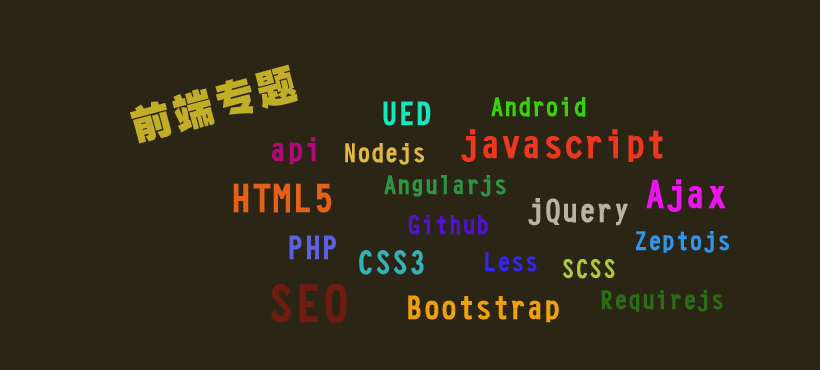 前端专题
UED
Android
api
Nodejs
javascript
Angularjs
HTML5
jQuery
Ajax
Github
PHP
Zeptojs
CSS3
Less
SCSS
SEO
Bootstrap
Requirejs